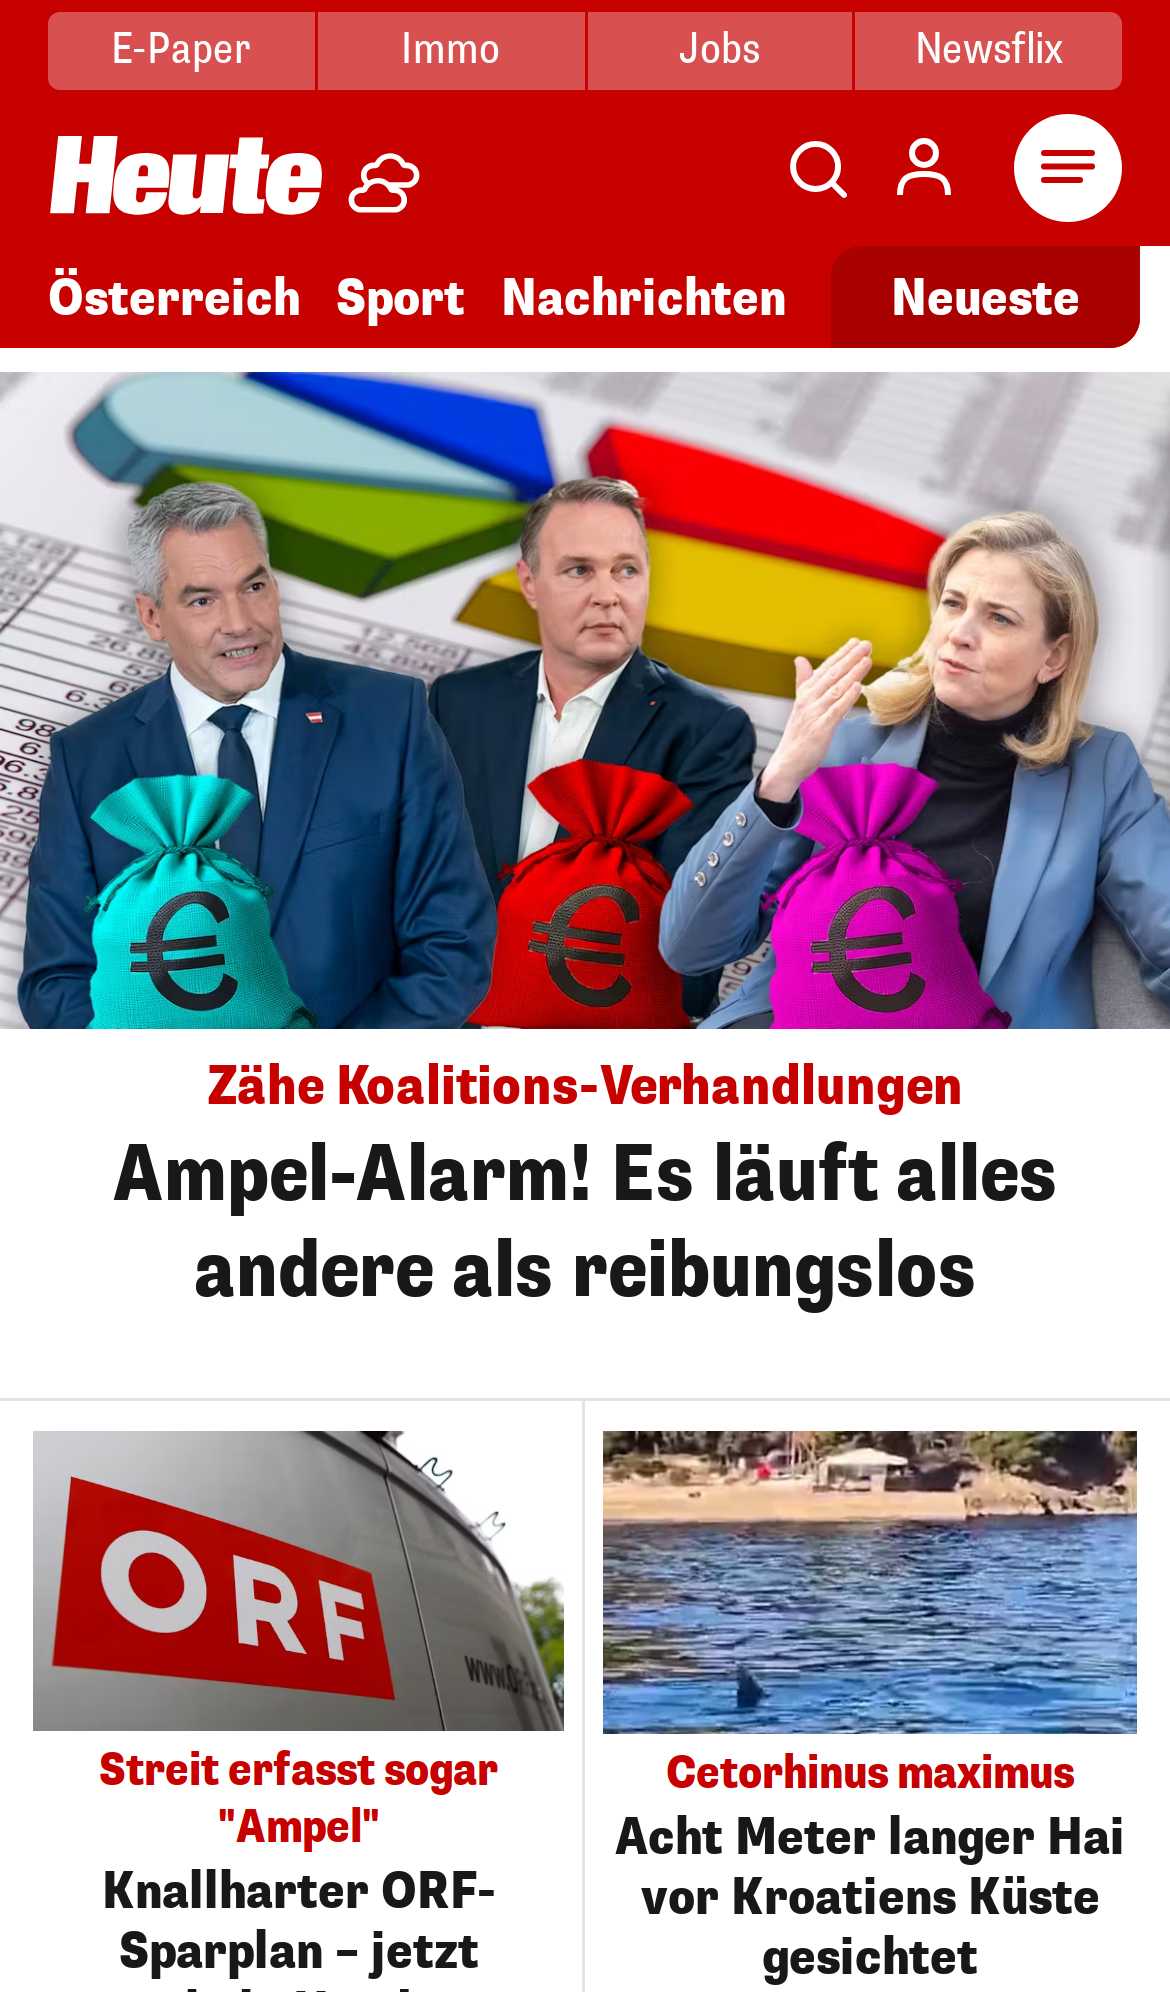 E-Paper
Immo
Jobs
Newsflix
Heute
Österreich
Sport
Nachrichten
Neueste
Zähe Koalitions-Verhandlungen
Ampel-Alarm! Es läuft alles
andere als reibungslos
ORF
Streit erfasst sogar
"Ampel"
Knallharter ORF-
Sparplan – jetzt
Cetorhinus maximus
Acht Meter langer Hai
vor Kroatiens Küste
gesichtet